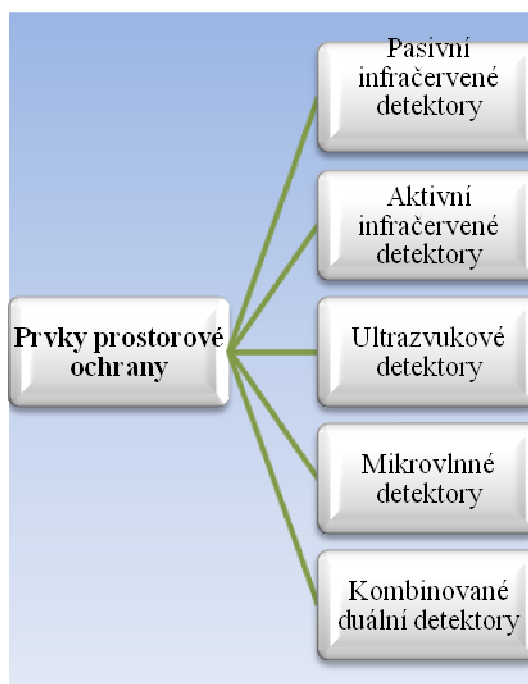 Pasivní
infračervené
detektory
Aktivní
infračervené
detektory
Prvky prostorové
ochrany
Ultrazvukové
detektory
Mikrovlnné
detektory
Kombinované
duální detektory